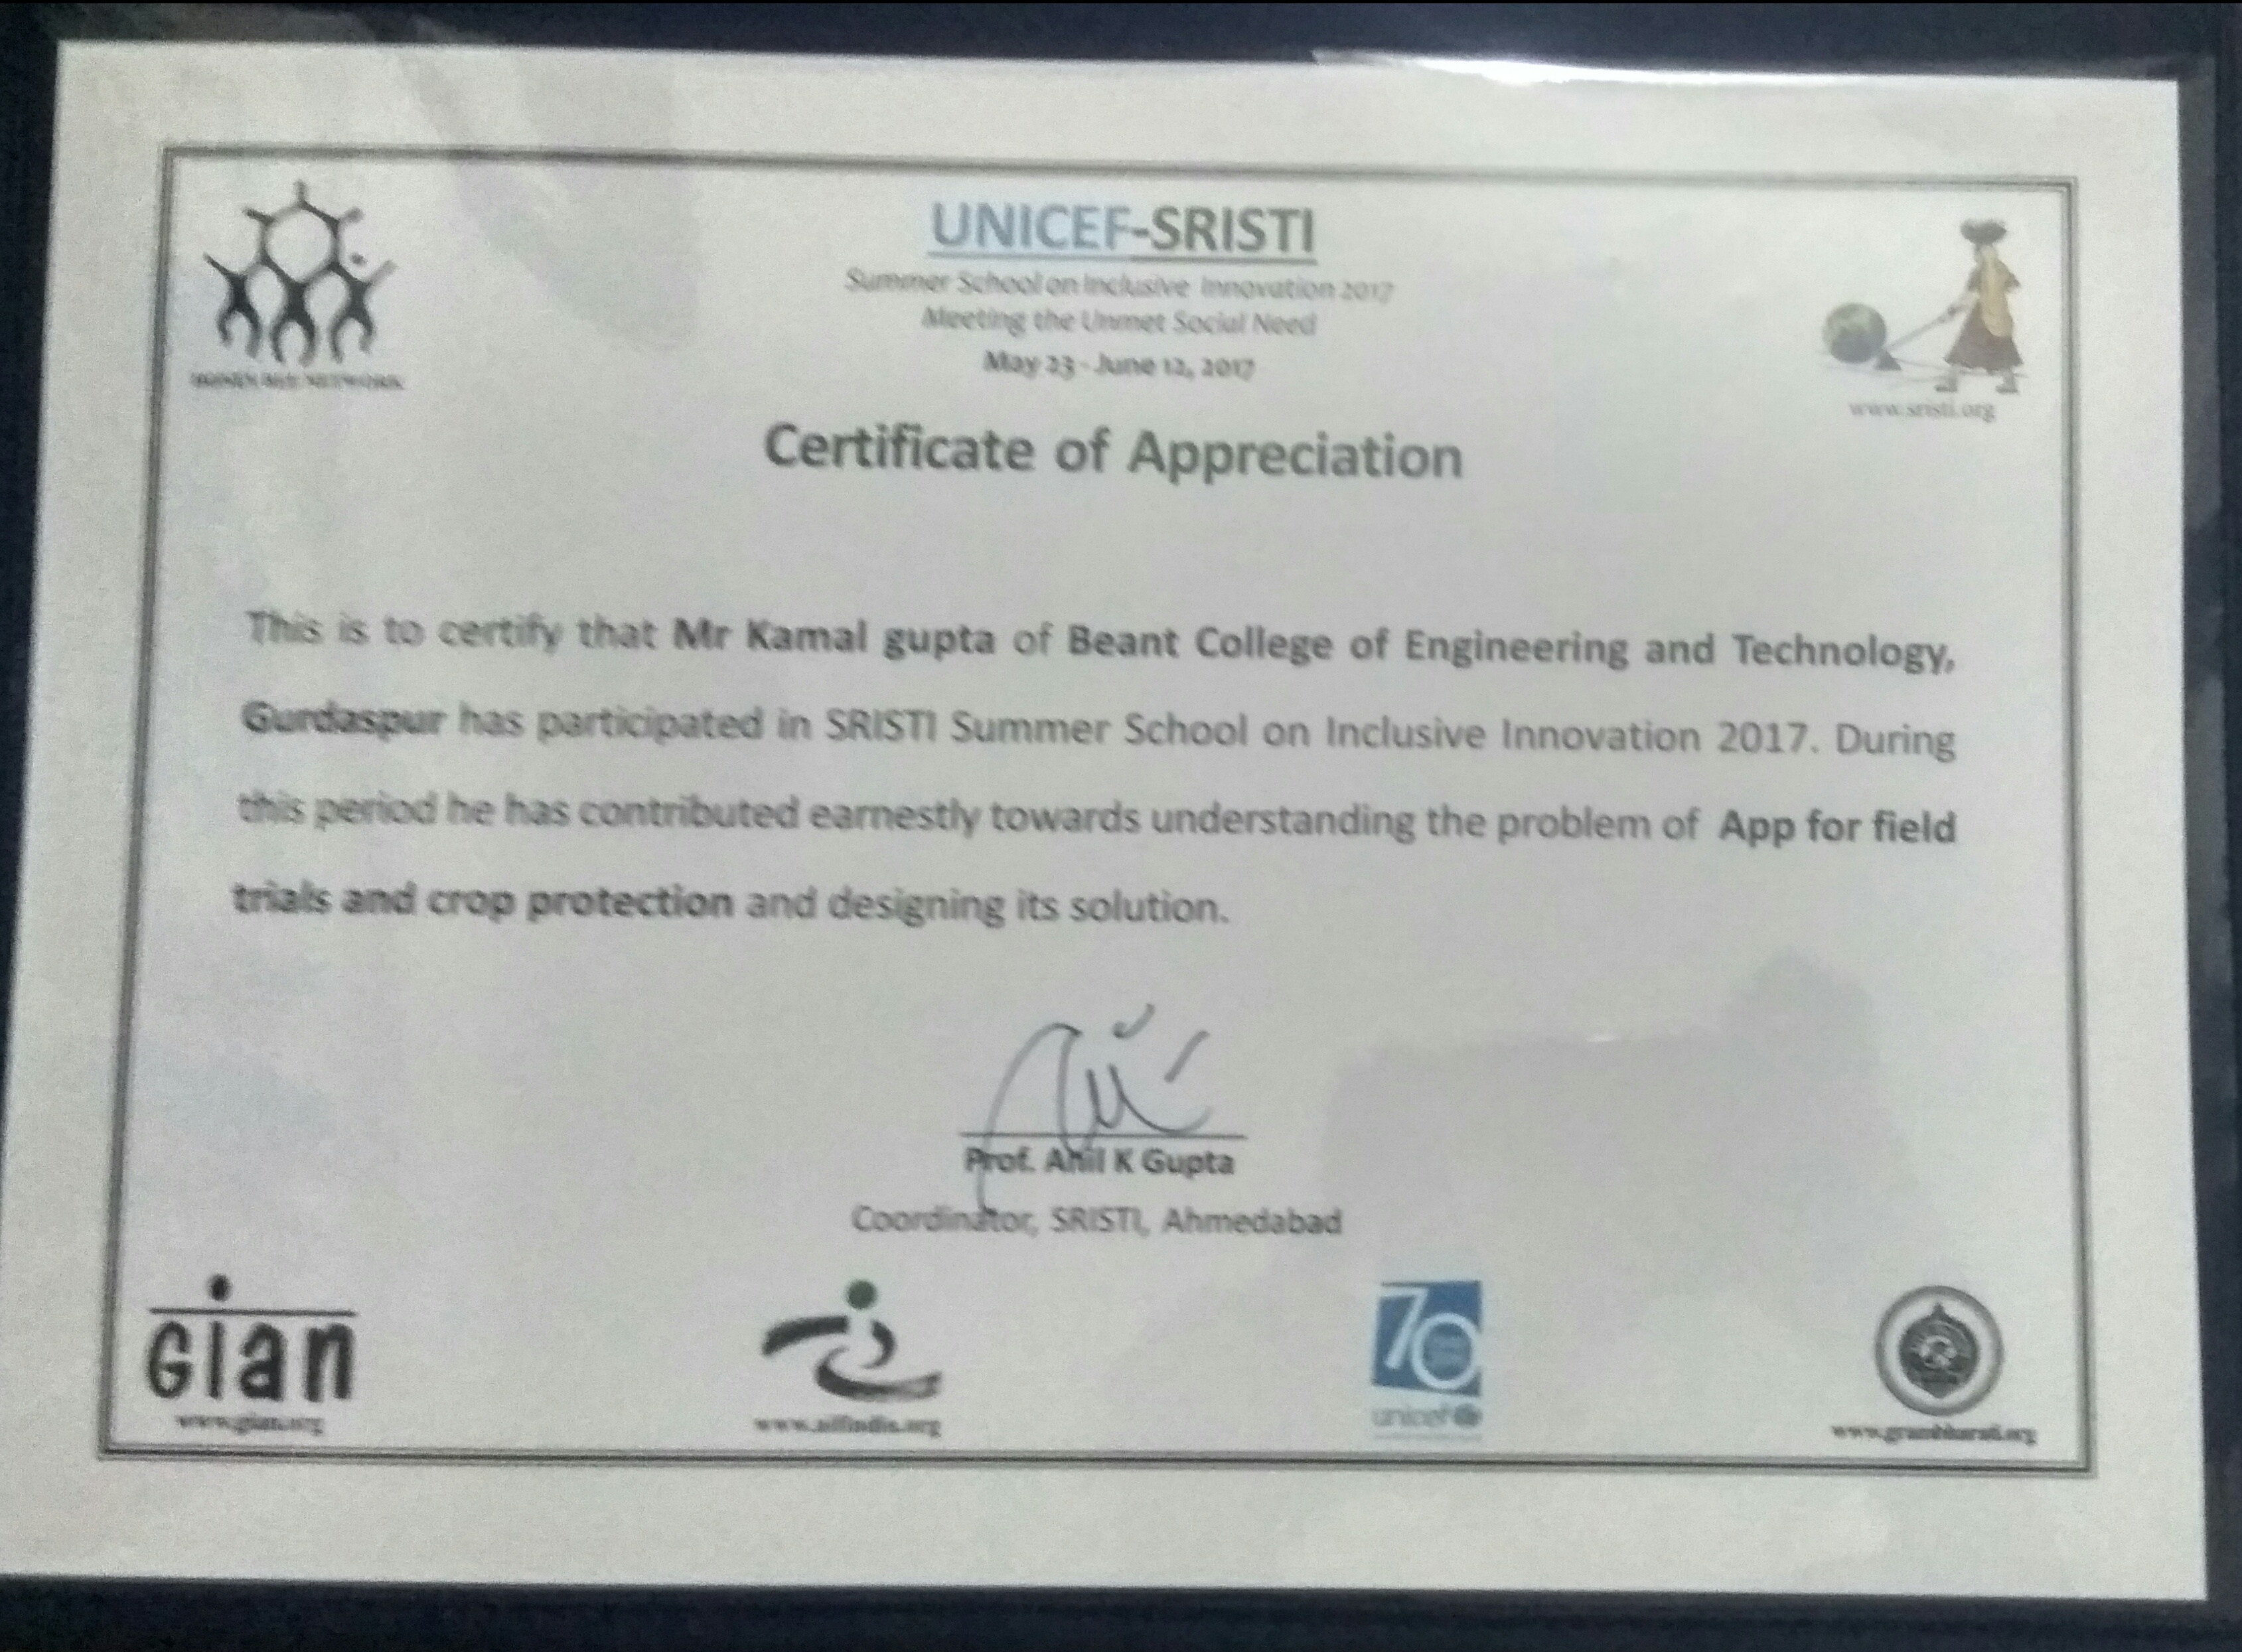 UNICEF-SRISTI
Summer School on Inclusive Innovation 2017
Meeting the Unmet Social Need
May 23 - June 12, 2017
HONEY BEE NETWORK
www.sristi.org
Certificate of Appreciation
This is to certify that Mr Kamal gupta of Beant College of Engineering and Technology,
Gurdaspur has participated in SRISTI Summer School on Inclusive Innovation 2017. During
this period he has contributed earnestly towards understanding the problem of App for field
trials and crop protection and designing its solution.
Prof. Anil K Gupta
Coordinator, SRISTI, Ahmedabad
gian
www.gian.org
www.nifindia.org
70
unicef
www.grambharati.org